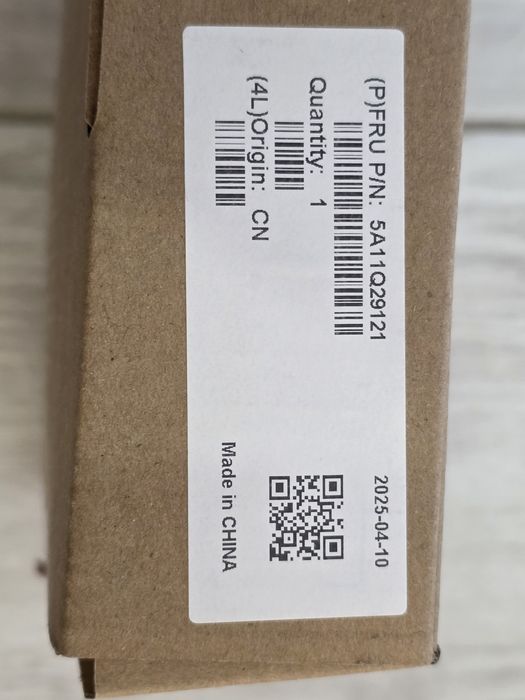 (P)FRU P/N: 5A11Q29121
2025-04-10
Quantity: 1
(4L)Origin: CN
Made in CHINA